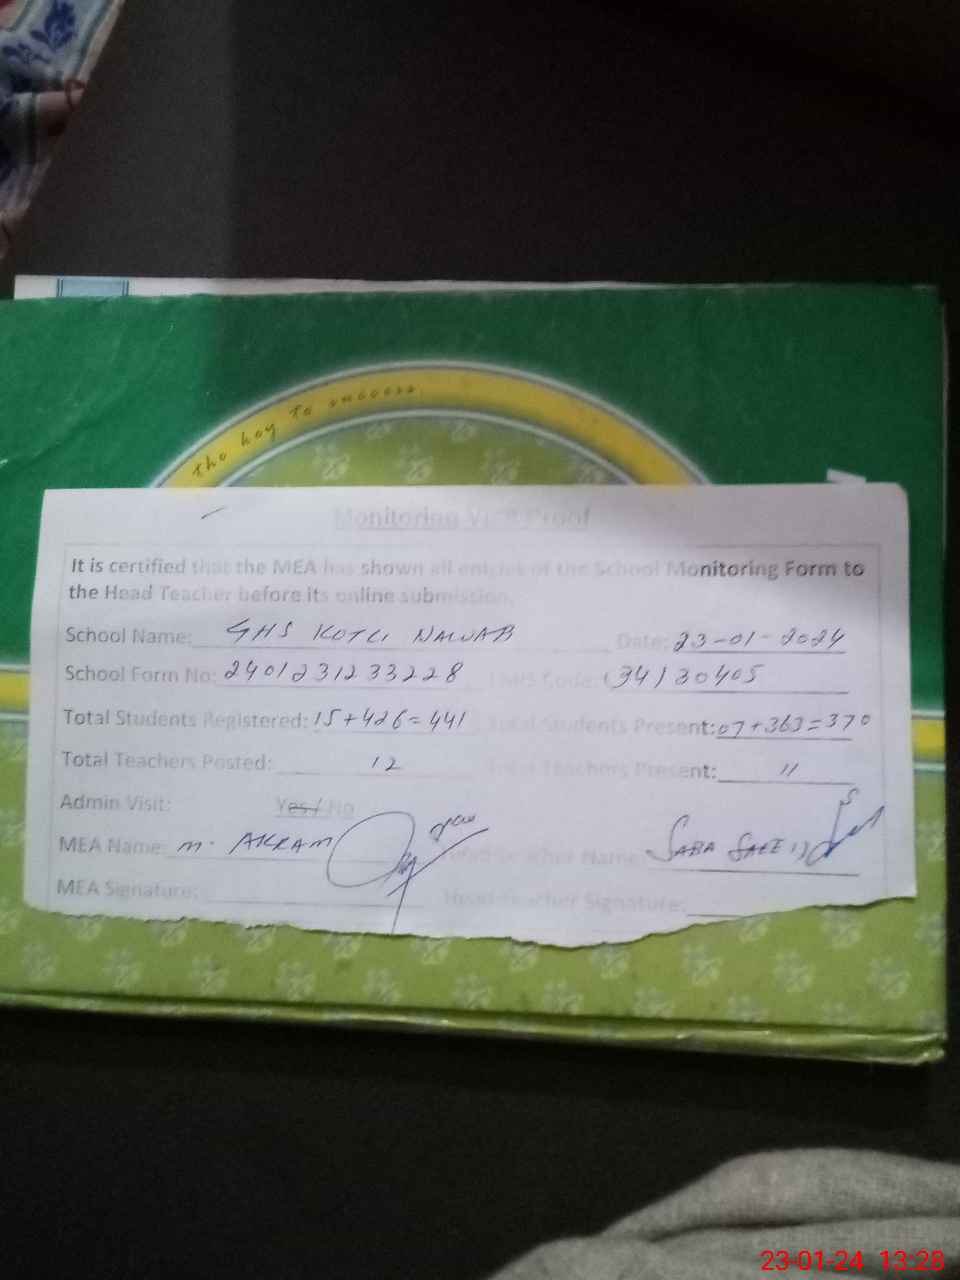 the key to success
Monitoring Visit Proof
It is certified that the MEA has shown all entries of the School Monitoring Form to
the Head Teacher before its online submission.
School Name: GHS KOTLI NAWAB Date: 23-01-2024
School Form No: 2401231233228 EMIS Code: (34130405
Total Students Registered: 15+426=441 Total Students Present: 07+363=370
Total Teachers Posted: 12 Total Teachers Present: 11
Admin Visit: Yes / No
MEA Name: M. AKRAM Head Teacher Name: SABA SAEED
MEA Signature: Head Teacher Signature:
23-01-24 13:28